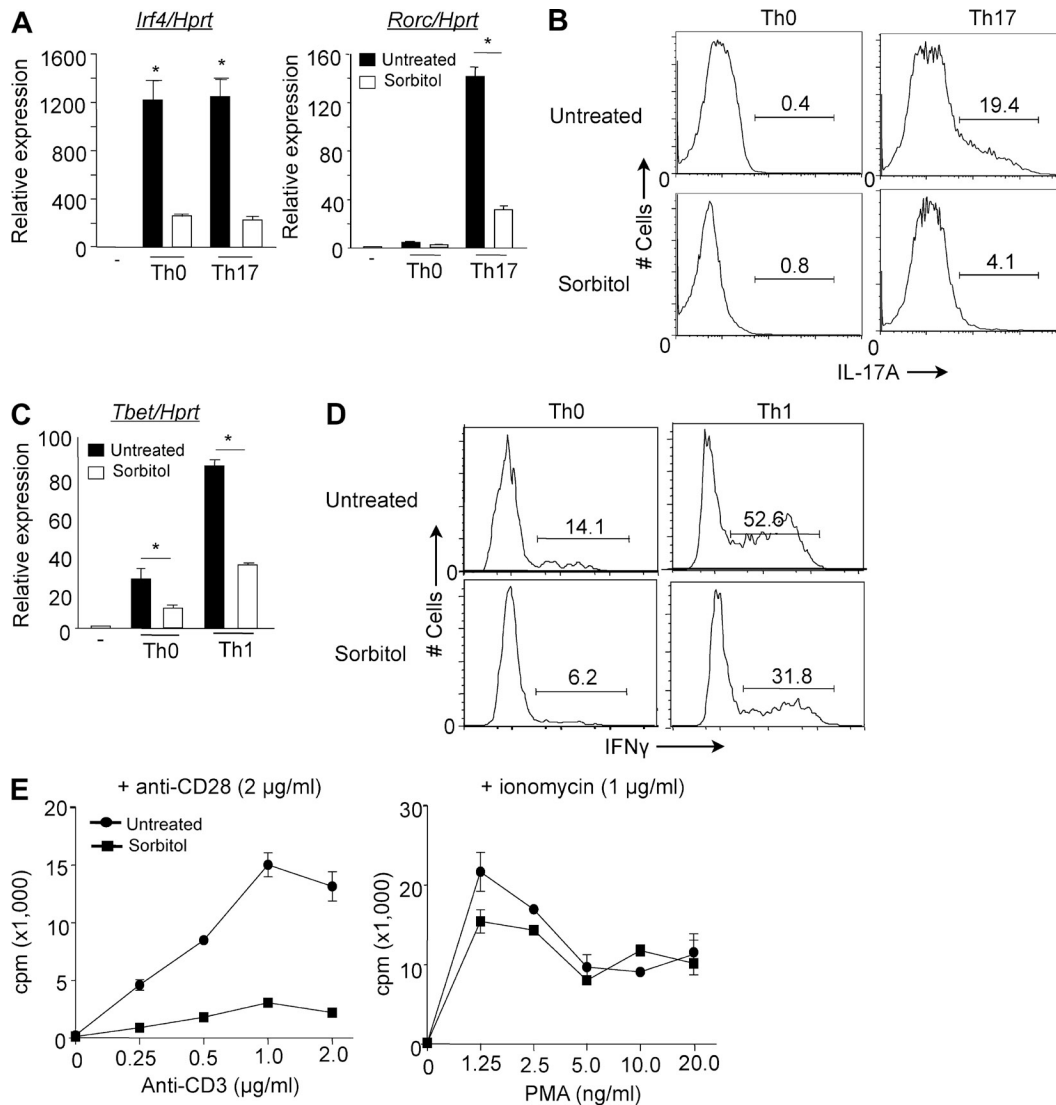 A
Irf4/Hprt
Relative expression
1600
1200
800
400
0
*
*
-
Th0
Th17
Rorc/Hprt
Untreated
Sorbitol
Relative expression
160
120
80
40
0
*
-
Th0
Th17
B
Th0
Th17
Untreated
0.4
19.4
0
0
# Cells
Sorbitol
0.8
4.1
0
0
IL-17A
C
Tbet/Hprt
Untreated
Sorbitol
Relative expression
100
80
60
40
20
0
*
*
-
Th0
Th1
D
Th0
Th1
Untreated
14.1
52.6
0
0
# Cells
Sorbitol
6.2
31.8
0
0
IFNγ
E
+ anti-CD28 (2 µg/ml)
Untreated
Sorbitol
cpm (x1,000)
20
15
10
5
0
0 0.25 0.5 1.0 2.0
Anti-CD3 (µg/ml)
+ ionomycin (1 µg/ml)
cpm (x1,000)
30
20
10
0
0 1.25 2.5 5.0 10.0 20.0
PMA (ng/ml)